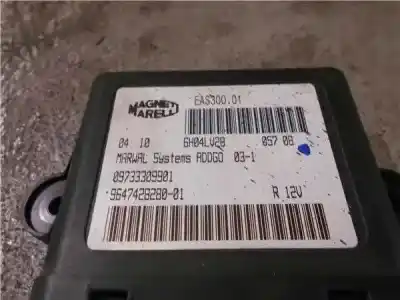 MAGNETI
MARELLI
EAS300.01
04 10
6H04LV28
057 08
MARWAL Systems ADDGO 03-1
09733309901
9647428280-01
R 12V